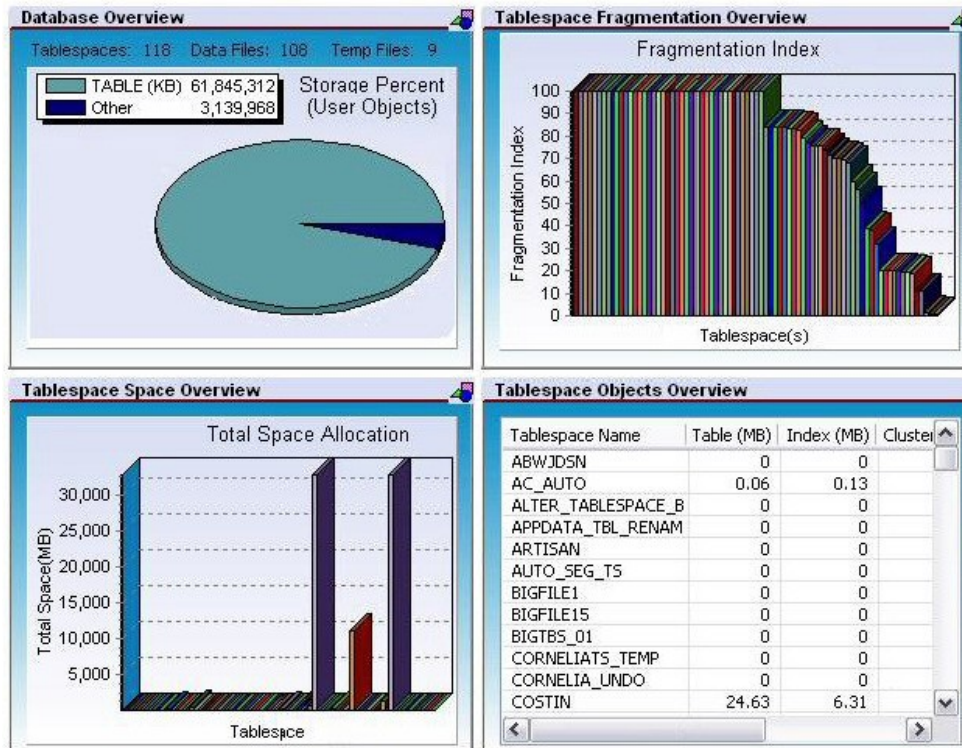 Database Overview
Tablespaces: 118 Data Files: 108 Temp Files: 9
TABLE (KB) 61,845,312
Other 3,139,968
Storage Percent
(User Objects)
Tablespace Fragmentation Overview
Fragmentation Index
Fragmentation Index
100
90
80
70
60
50
40
30
20
10
0
Tablespace(s)
Tablespace Space Overview
Total Space Allocation
Total Space(MB)
30,000
25,000
20,000
15,000
10,000
5,000
Tablespace
Tablespace Objects Overview
Tablespace Name Table (MB) Index (MB) Cluster
ABWJDSN 0 0
AC_AUTO 0.06 0.13
ALTER_TABLESPACE_B 0 0
APPDATA_TBL_RENAM 0 0
ARTISAN 0 0
AUTO_SEG_TS 0 0
BIGFILE1 0 0
BIGFILE15 0 0
BIGTBS_01 0 0
CORNELIATS_TEMP 0 0
CORNELIA_UNDO 0 0
COSTIN 24.63 6.31